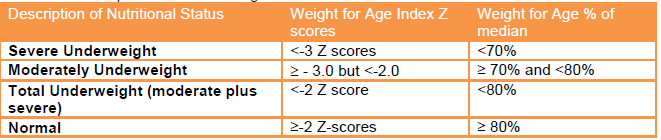 Description of Nutritional Status
Weight for Age Index Z
scores
Weight for Age % of
median
Severe Underweight
<-3 Z scores
<70%
Moderately Underweight
≥ - 3.0 but <-2.0
≥ 70% and <80%
Total Underweight (moderate plus
severe)
<-2 Z score
<80%
Normal
≥-2 Z-scores
≥ 80%